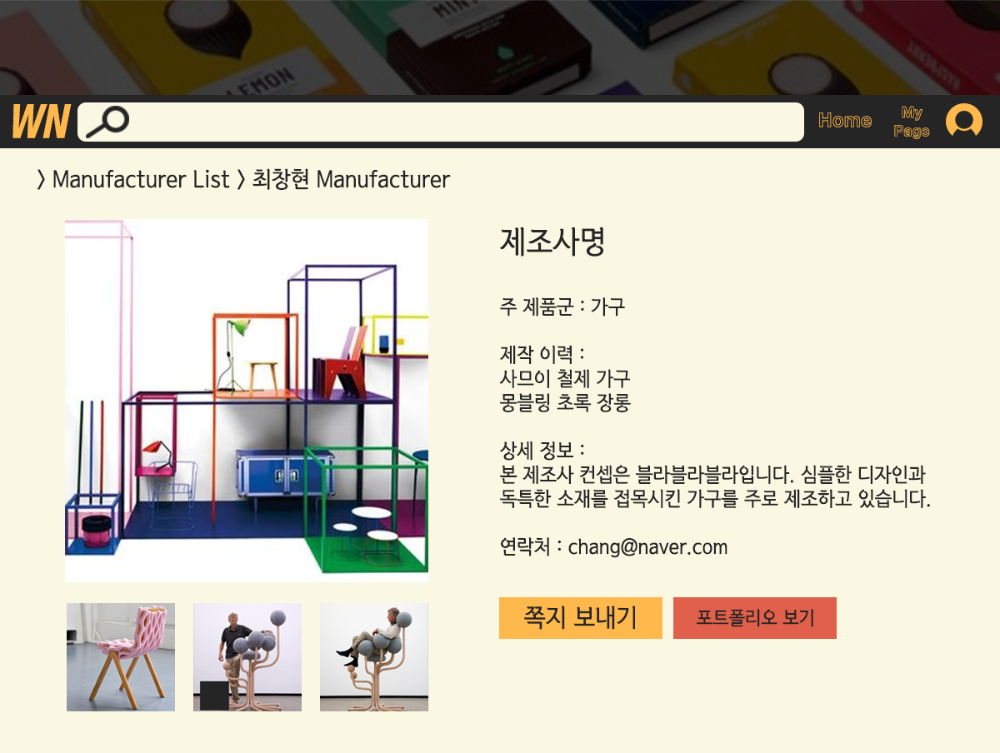 MINT
LEMON
WN
Home
My
Page
> Manufacturer List > 최창현 Manufacturer
제조사명
주 제품군 : 가구
제작 이력 :
사므이 철제 가구
몽블링 초록 장롱
상세 정보 :
본 제조사 컨셉은 블라블라블라입니다. 심플한 디자인과
독특한 소재를 접목시킨 가구를 주로 제조하고 있습니다.
연락처 : chang@naver.com
쪽지 보내기
포트폴리오 보기